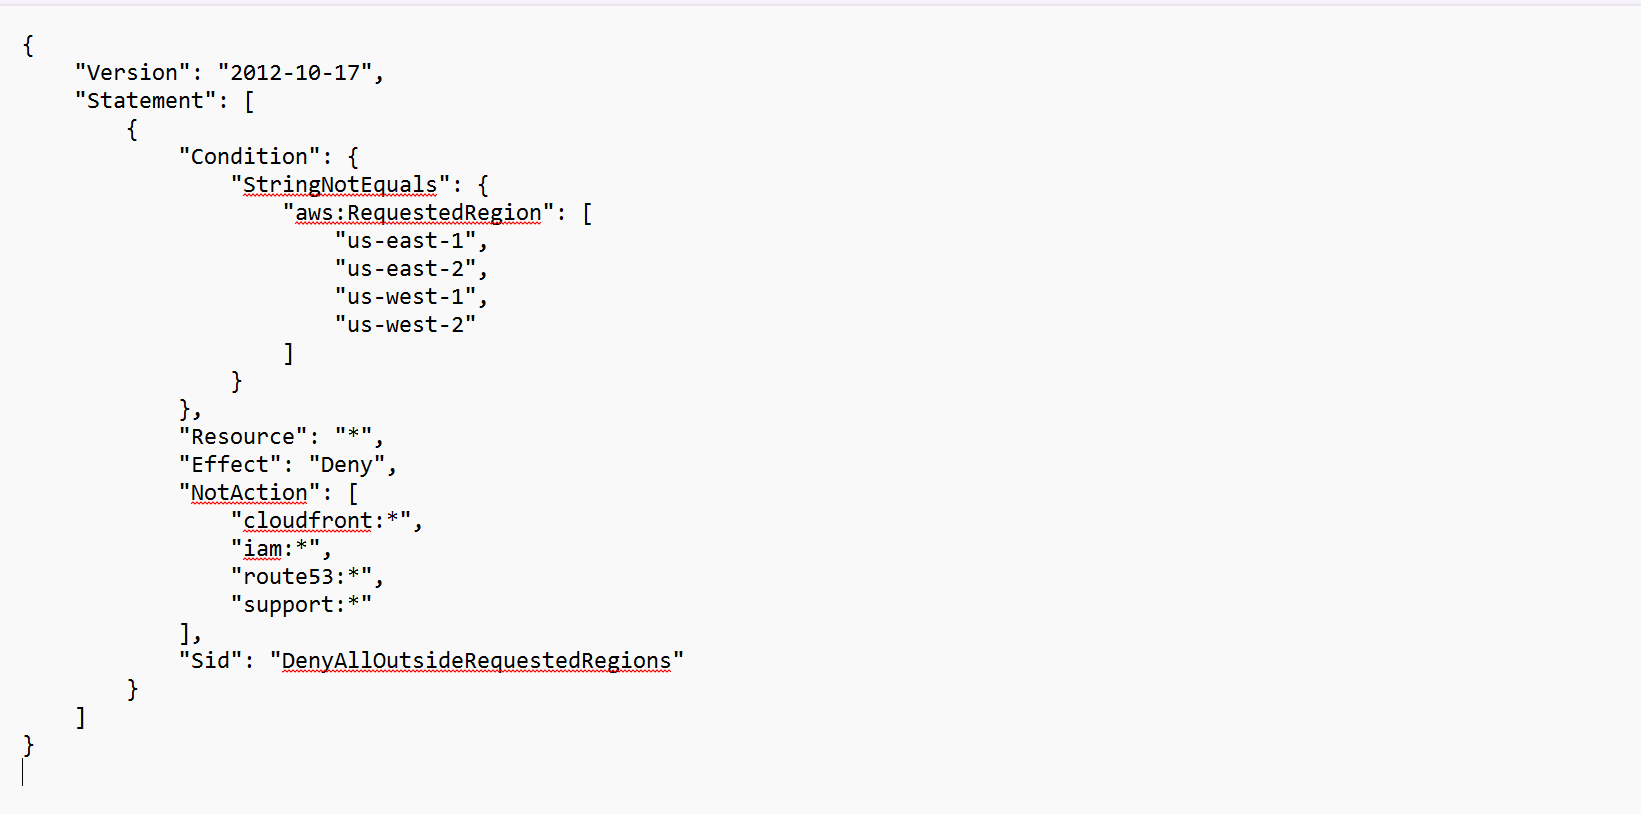 {
    "Version": "2012-10-17",
    "Statement": [
        {
            "Condition": {
                "StringNotEquals": {
                    "aws:RequestedRegion": [
                        "us-east-1",
                        "us-east-2",
                        "us-west-1",
                        "us-west-2"
                    ]
                }
            },
            "Resource": "*",
            "Effect": "Deny",
            "NotAction": [
                "cloudfront:*",
                "iam:*",
                "route53:*",
                "support:*"
            ],
            "Sid": "DenyAllOutsideRequestedRegions"
        }
    ]
}